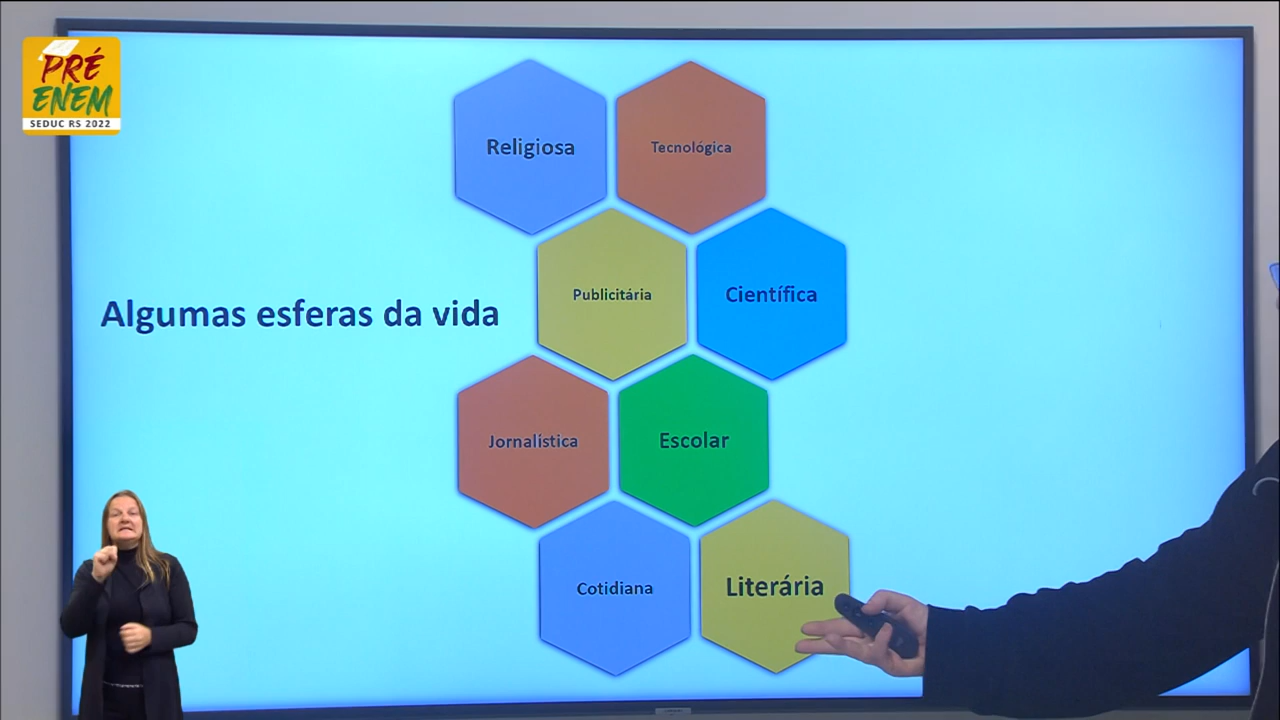 PRÉ
ENEM
SEDUC RS 2022
Religiosa
Tecnológica
Publicitária
Científica
Algumas esferas da vida
Jornalística
Escolar
Cotidiana
Literária